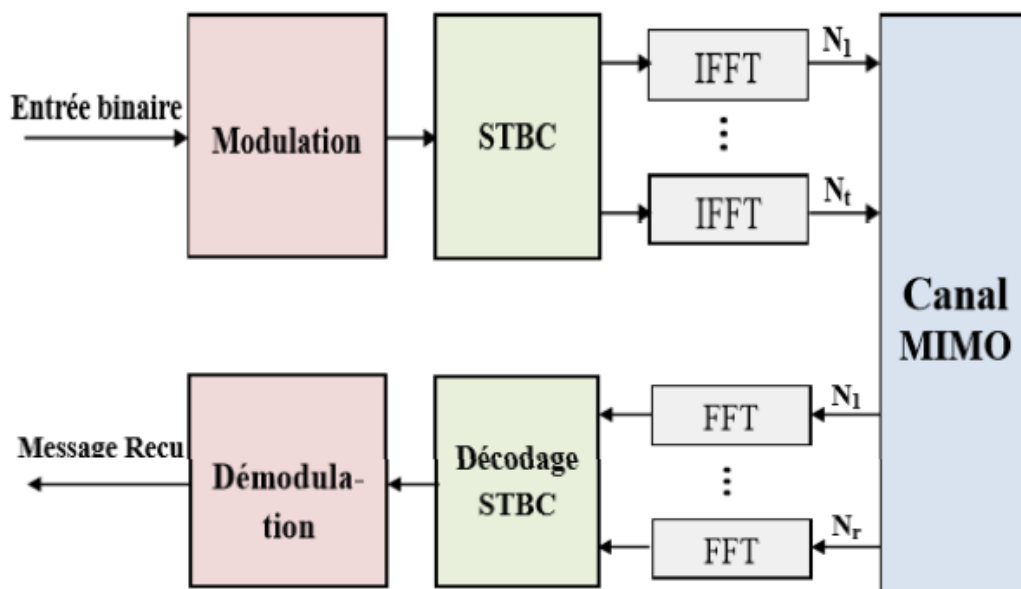 Entrée binaire
Modulation
STBC
IFFT
N1
...
IFFT
Nt
Canal
MIMO
Message Recu
Démodula-
tion
Décodage
STBC
FFT
N1
...
FFT
Nr